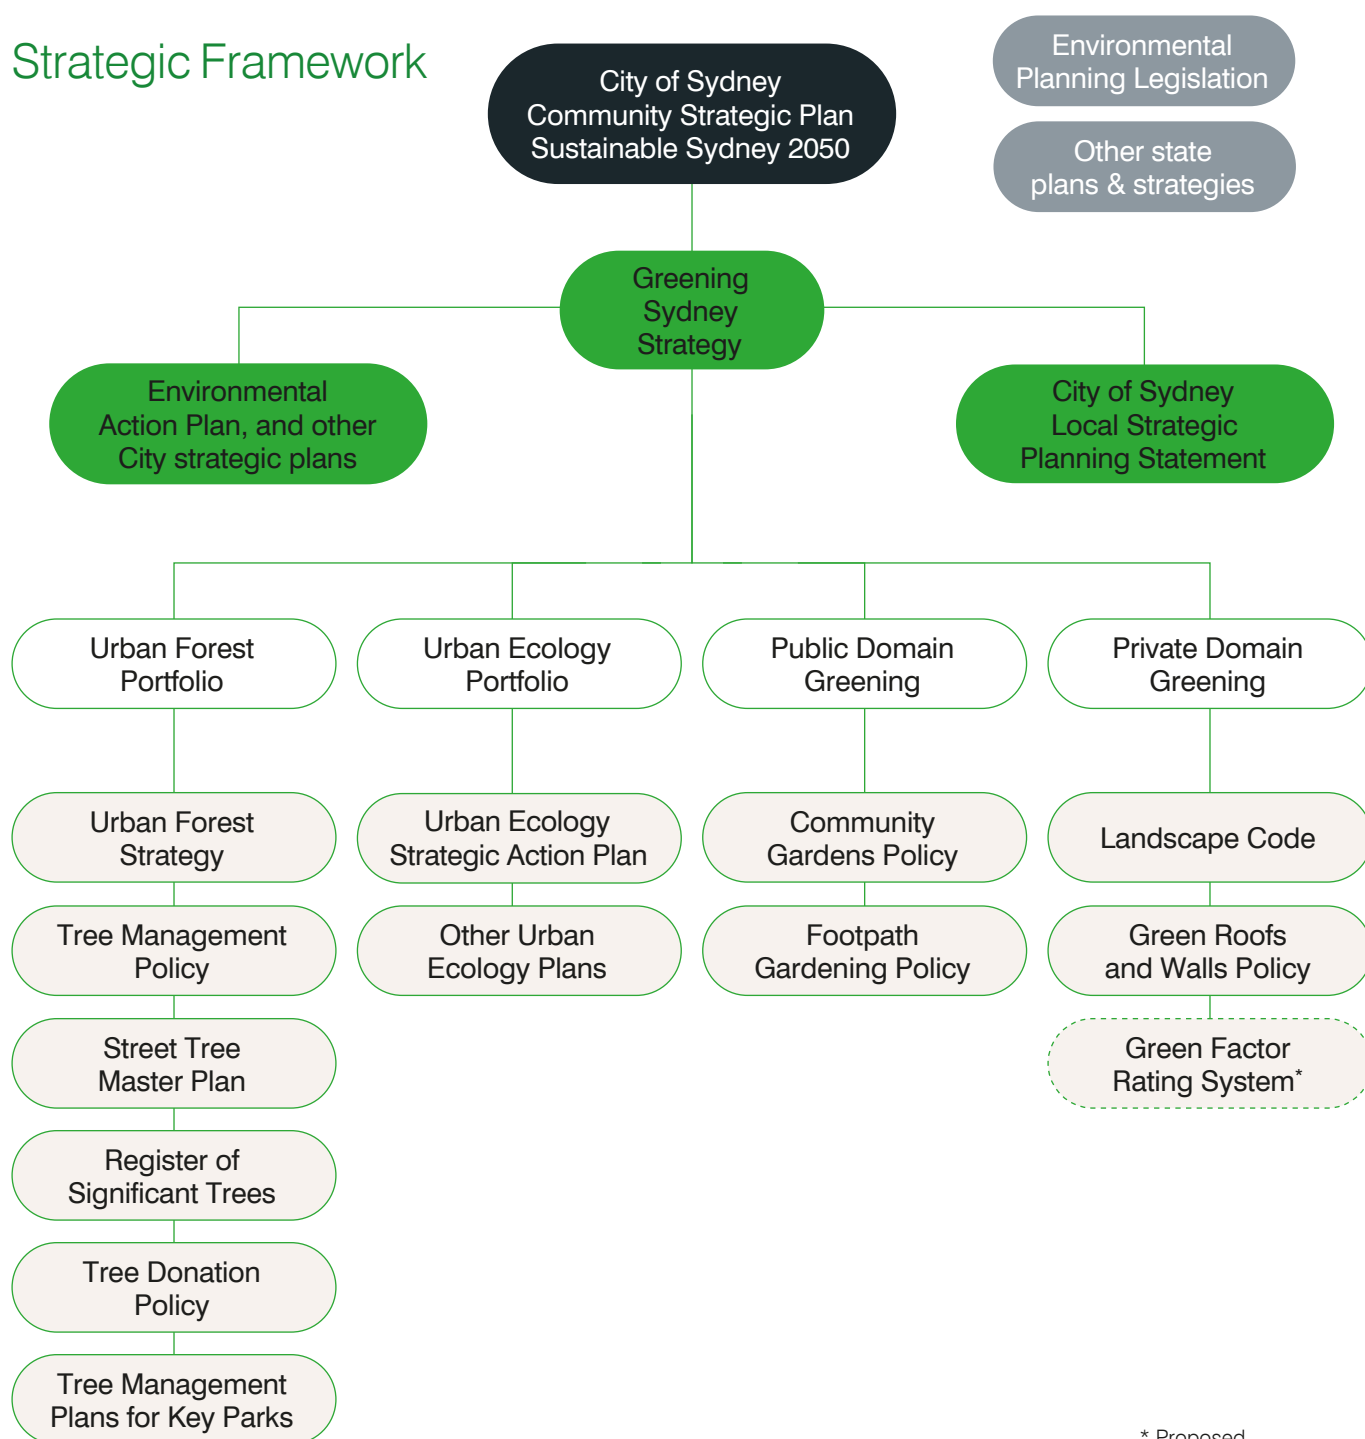 Strategic Framework
City of Sydney
Community Strategic Plan
Sustainable Sydney 2050
Environmental
Planning Legislation
Other state
plans & strategies
Greening
Sydney
Strategy
Environmental
Action Plan, and other
City strategic plans
City of Sydney
Local Strategic
Planning Statement
Urban Forest
Portfolio
Urban Ecology
Portfolio
Public Domain
Greening
Private Domain
Greening
Urban Forest
Strategy
Urban Ecology
Strategic Action Plan
Community
Gardens Policy
Landscape Code
Tree Management
Policy
Other Urban
Ecology Plans
Footpath
Gardening Policy
Green Roofs
and Walls Policy
Street Tree
Master Plan
Green Factor
Rating System*
Register of
Significant Trees
Tree Donation
Policy
Tree Management
Plans for Key Parks
* Proposed